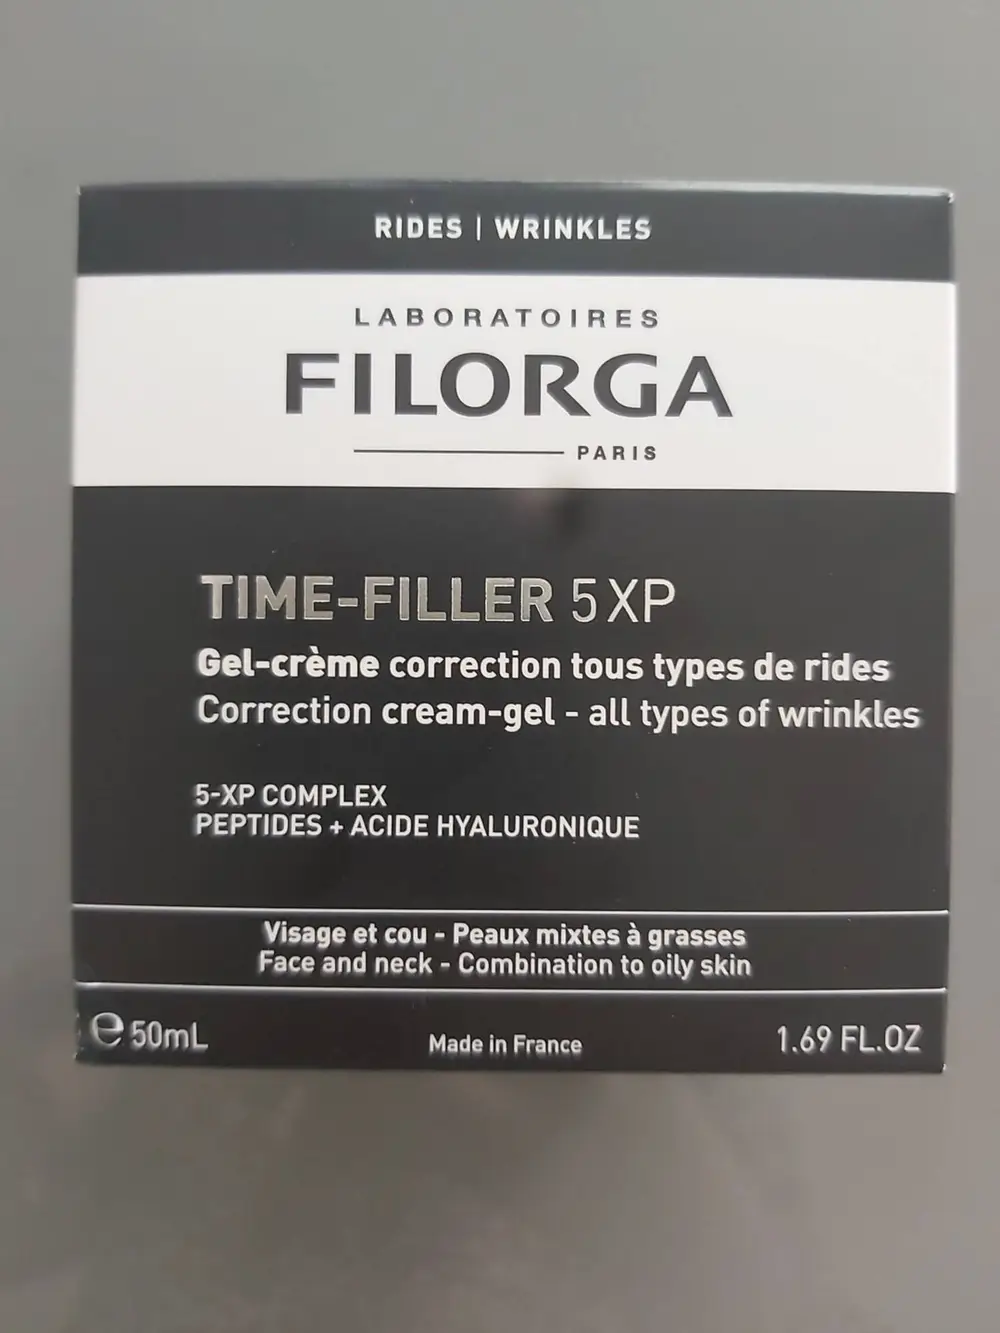 RIDES | WRINKLES
LABORATOIRES
FILORGA
PARIS
TIME-FILLER 5 XP
Gel-crème correction tous types de rides
Correction cream-gel - all types of wrinkles
5-XP COMPLEX
PEPTIDES + ACIDE HYALURONIQUE
Visage et cou - Peaux mixtes à grasses
Face and neck - Combination to oily skin
℮ 50mL Made in France 1.69 FL.OZ